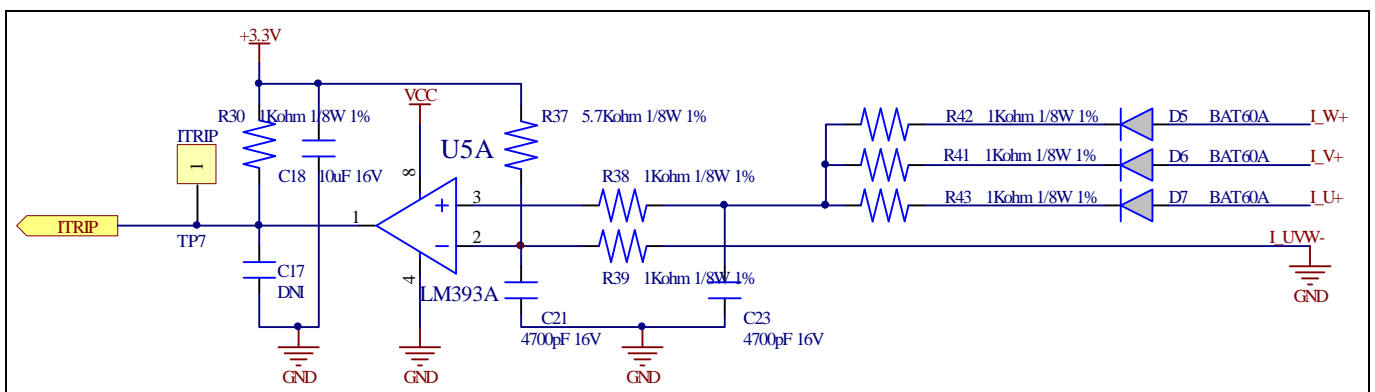 +3.3V
R30 1Kohm 1/8W 1%
VCC
R37 5.7Kohm 1/8W 1%
R42 1Kohm 1/8W 1%
D5 BAT60A
I_W+
ITRIP
1
U5A
R41 1Kohm 1/8W 1%
D6 BAT60A
I_V+
C18 10uF 16V
8
R38 1Kohm 1/8W 1%
R43 1Kohm 1/8W 1%
D7 BAT60A
I_U+
3
ITRIP
TP7
1
2
I_UVW-
C17
DNI
4
LM393A
R39 1Kohm 1/8W 1%
GND
C21
4700pF 16V
C23
4700pF 16V
GND
GND
GND